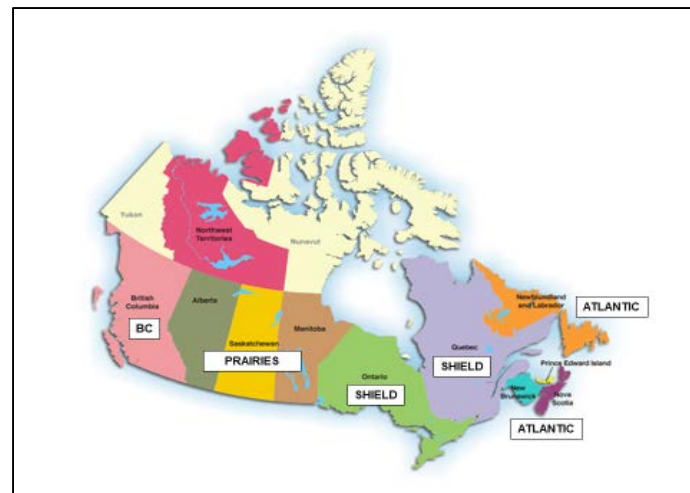 Yukon
Northwest
Territories
Nunavut
British
Columbia
BC
Alberta
Saskatchewan
PRAIRIES
Manitoba
Ontario
SHIELD
Quebec
SHIELD
Newfoundland
and Labrador
ATLANTIC
Prince Edward Island
New
Brunswick
Nova
Scotia
ATLANTIC